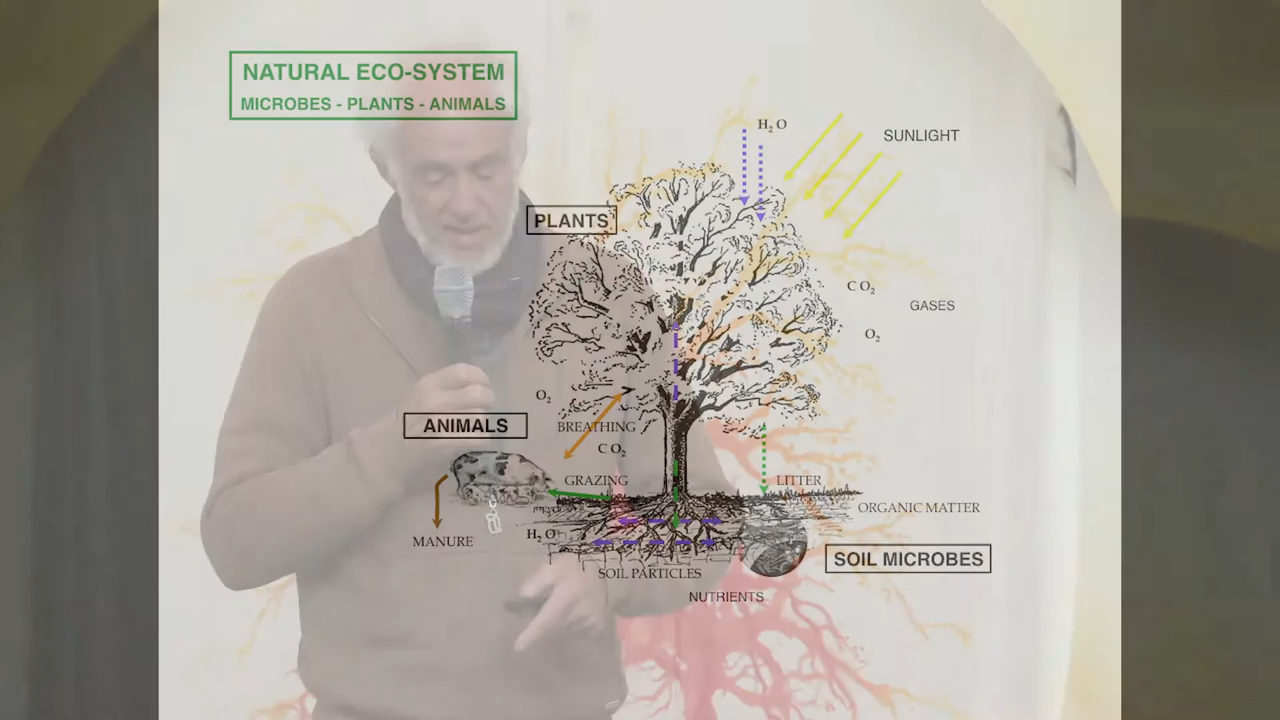 NATURAL ECO-SYSTEM
MICROBES - PLANTS - ANIMALS
H₂O
SUNLIGHT
PLANTS
CO₂
GASES
O₂
O₂
ANIMALS
BREATHING
CO₂
GRAZING
LITTER
ORGANIC MATTER
H₂O
MANURE
SOIL MICROBES
SOIL PARTICLES
NUTRIENTS